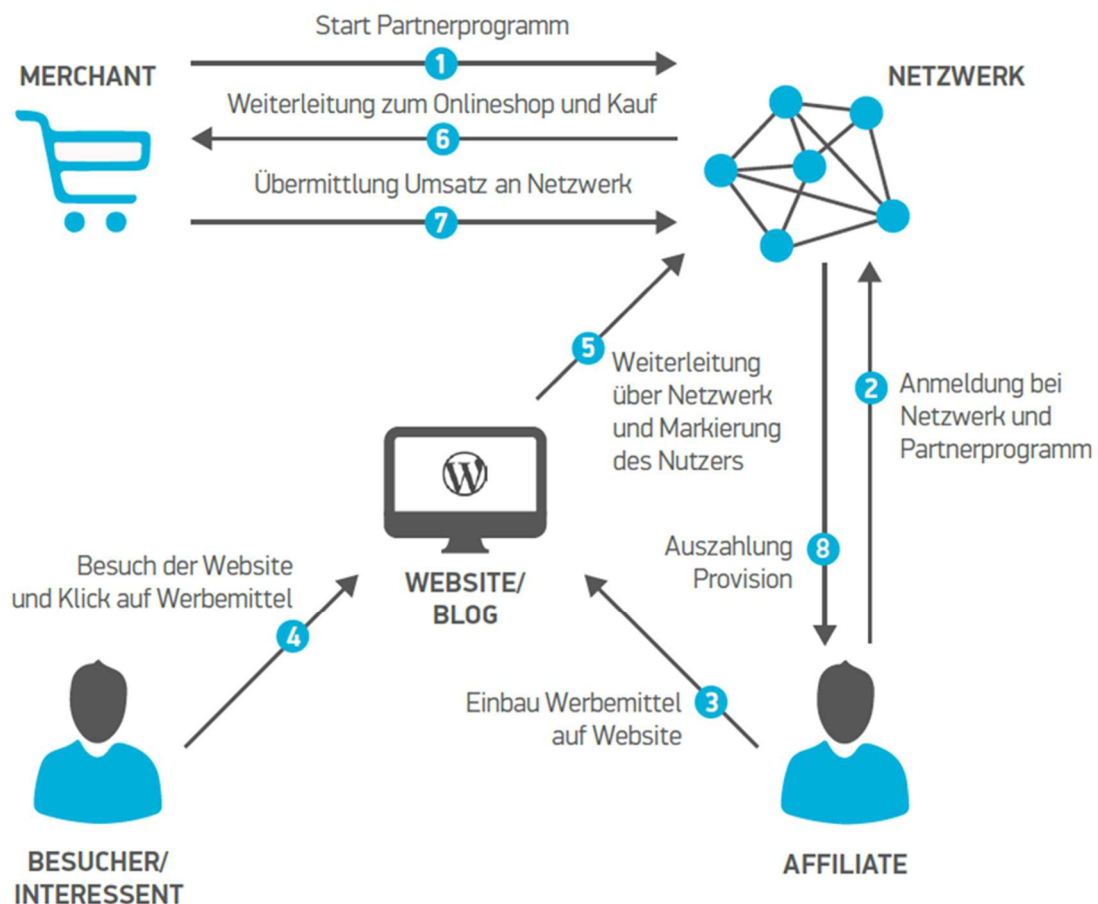 Start Partnerprogramm
1
MERCHANT
NETZWERK
Weiterleitung zum Onlineshop und Kauf
6
Übermittlung Umsatz an Netzwerk
7
5
Weiterleitung
über Netzwerk
und Markierung
des Nutzers
2
Anmeldung bei
Netzwerk und
Partnerprogramm
W
Auszahlung
Provision
8
Besuch der Website
und Klick auf Werbemittel
4
WEBSITE/
BLOG
Einbau Werbemittel
auf Website
3
BESUCHER/
INTERESSENT
AFFILIATE